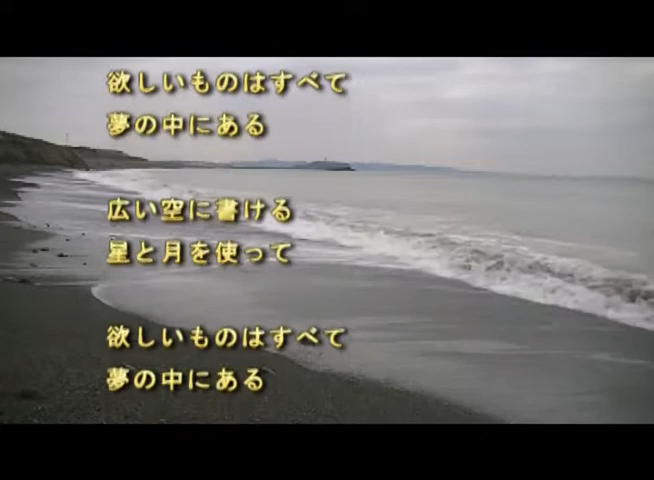 欲しいものはすべて
夢の中にある
広い空に書ける
星と月を使って
欲しいものはすべて
夢の中にある